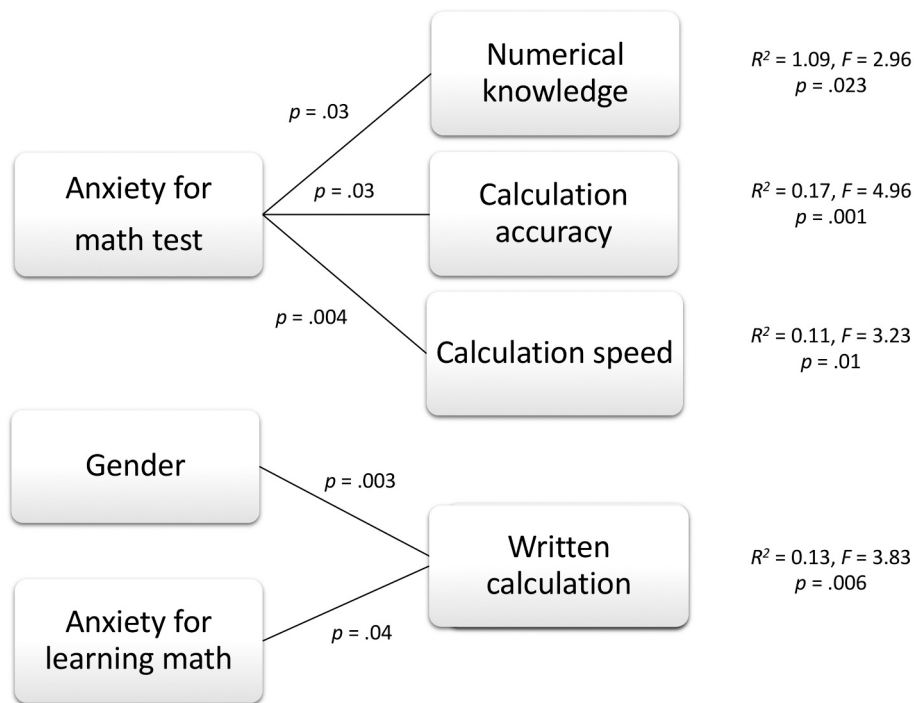 Numerical
knowledge
R² = 1.09, F = 2.96
p = .023
p = .03
Anxiety for
math test
p = .03
Calculation
accuracy
R² = 0.17, F = 4.96
p = .001
p = .004
Calculation speed
R² = 0.11, F = 3.23
p = .01
Gender
p = .003
Written
calculation
R² = 0.13, F = 3.83
p = .006
Anxiety for
learning math
p = .04